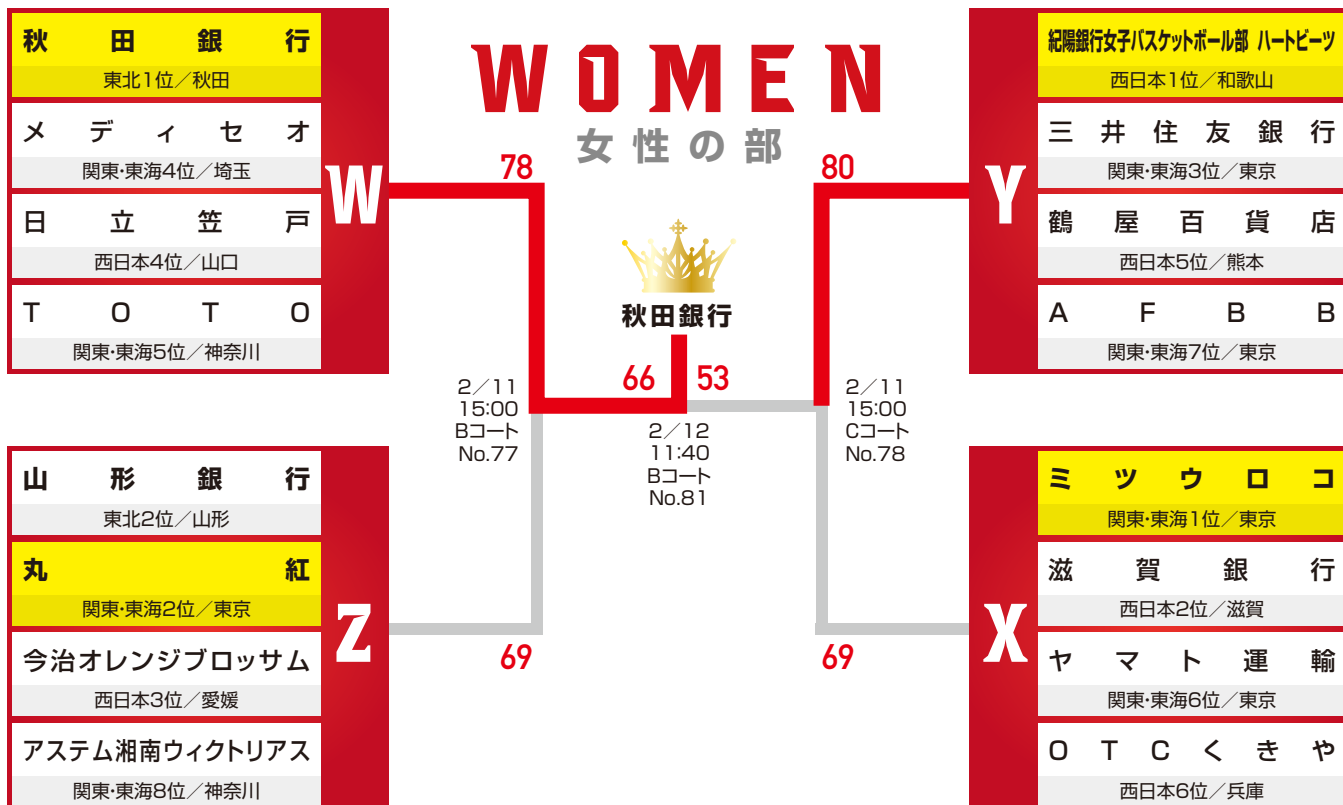 WOMEN
女性の部
秋田銀行
東北1位／秋田
メディセオ
関東・東海4位／埼玉
日立笠戸
西日本4位／山口
TOTO
関東・東海5位／神奈川
W
山形銀行
東北2位／山形
丸紅
関東・東海2位／東京
今治オレンジブロッサム
西日本3位／愛媛
アステム湘南ヴィクトリアス
関東・東海8位／神奈川
Z
78
69
2／11
15:00
Bコート
No.77
秋田銀行
66
53
2／12
11:40
Bコート
No.81
80
69
2／11
15:00
Cコート
No.78
Y
紀陽銀行女子バスケットボール部 ハートビーツ
西日本1位／和歌山
三井住友銀行
関東・東海3位／東京
鶴屋百貨店
西日本5位／熊本
AFBB
関東・東海7位／東京
X
ミツウロコ
関東・東海1位／東京
滋賀銀行
西日本2位／滋賀
ヤマト運輸
関東・東海6位／東京
OTCくきや
西日本6位／兵庫